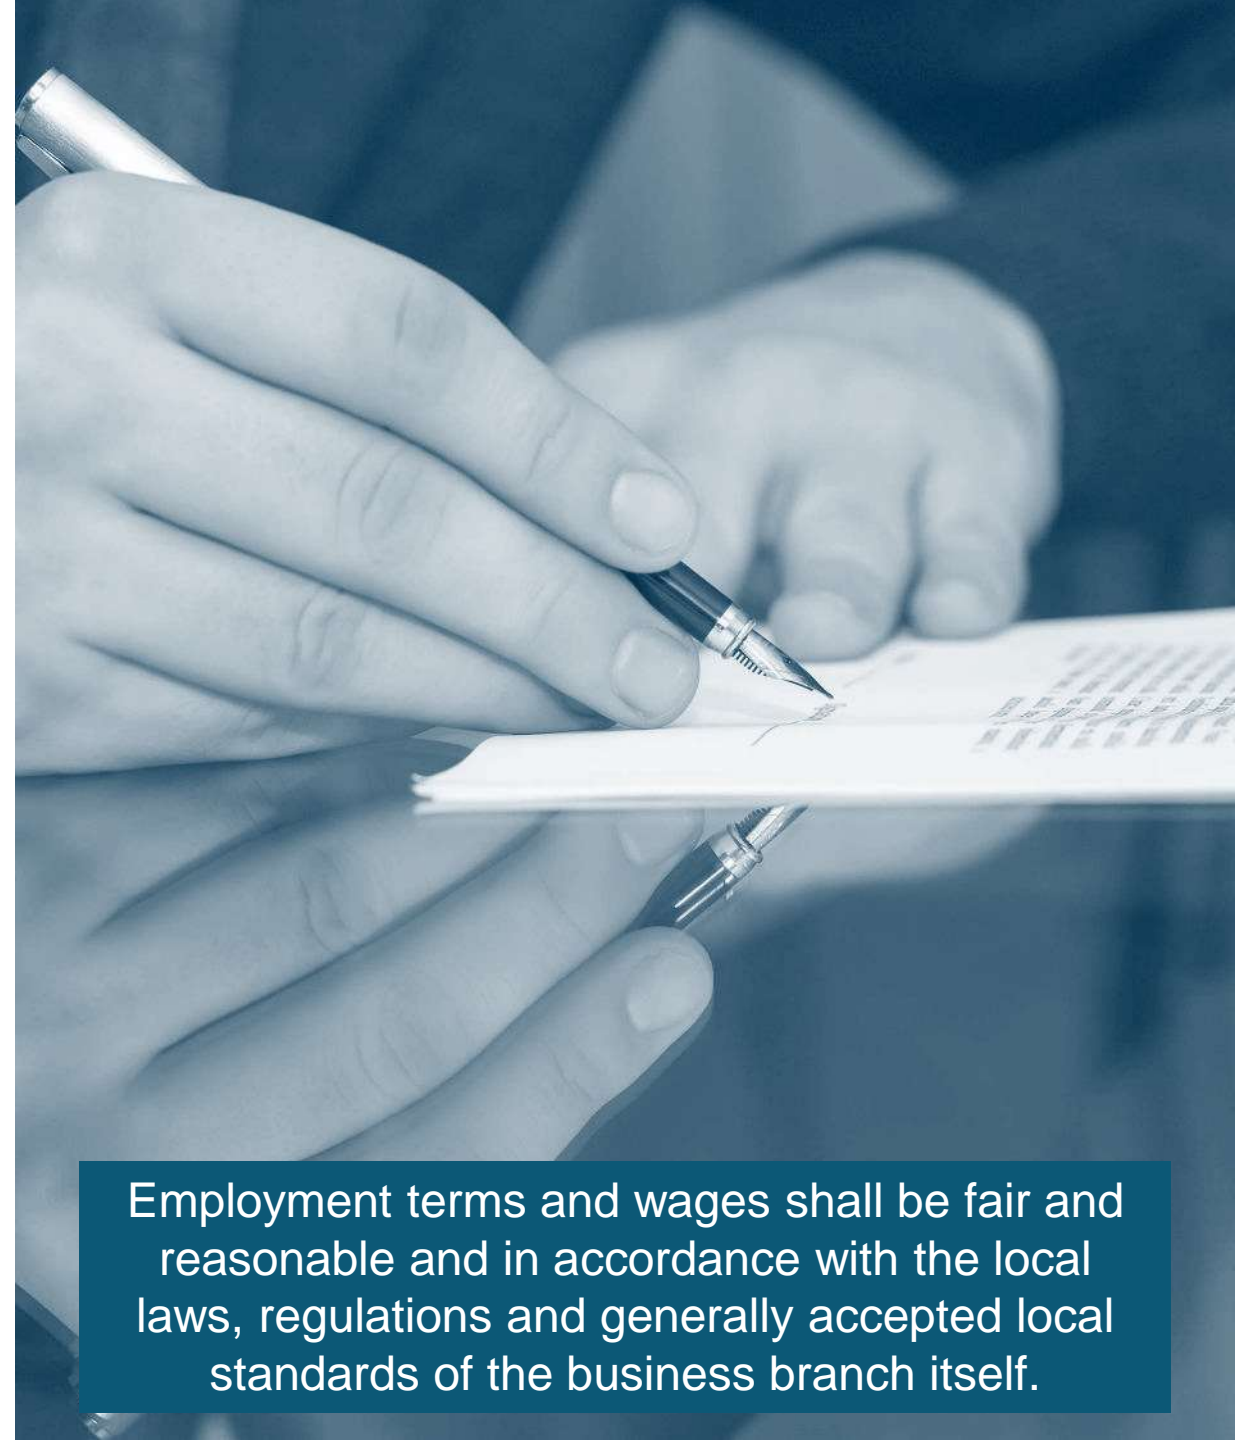 Employment terms and wages shall be fair and
reasonable and in accordance with the local
laws, regulations and generally accepted local
standards of the business branch itself.